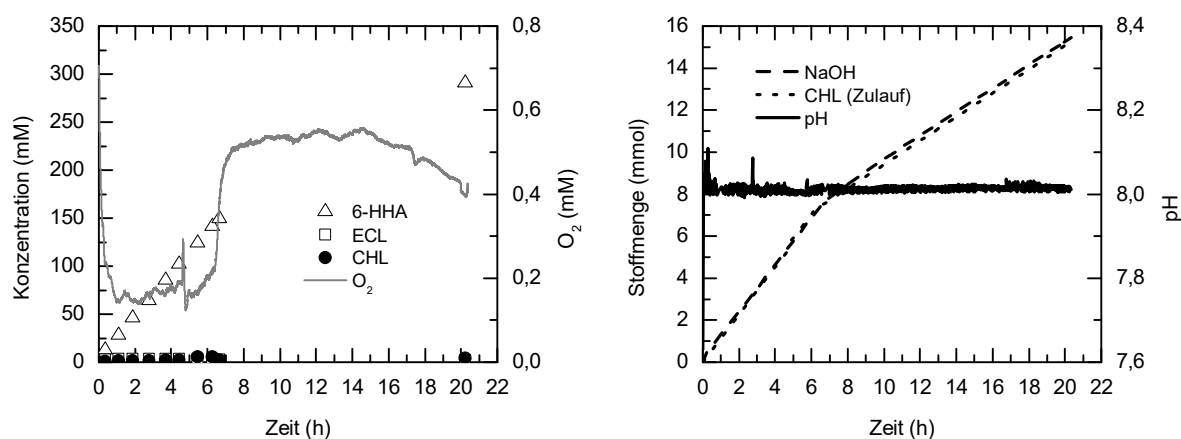 350
300
250
200
150
100
50
0
Konzentration (mM)
0,8
0,6
0,4
0,2
0,0
O₂ (mM)
6-HHA
ECL
CHL
O₂
0 2 4 6 8 10 12 14 16 18 20 22
Zeit (h)
16
14
12
10
8
6
4
2
0
Stoffmenge (mmol)
8,4
8,2
8,0
7,8
7,6
pH
NaOH
CHL (Zulauf)
pH
0 2 4 6 8 10 12 14 16 18 20 22
Zeit (h)